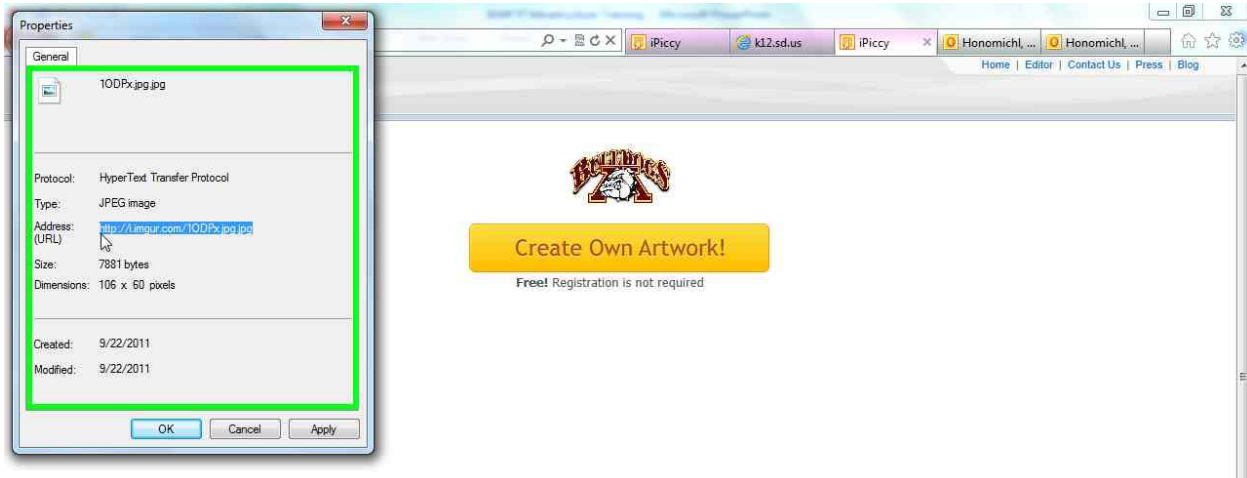 Properties
General
1ODPx.jpg.jpg
Protocol: HyperText Transfer Protocol
Type: JPEG image
Address: http://i.imgur.com/1ODPx.jpg.jpg
(URL)
Size: 7881 bytes
Dimensions: 106 x 60 pixels
Created: 9/22/2011
Modified: 9/22/2011
OK Cancel Apply
iPiccy k12.sd.us iPiccy Honomichl, ... Honomichl, ...
Home | Editor | Contact Us | Press | Blog
BULLDOGS
A
Create Own Artwork!
Free! Registration is not required